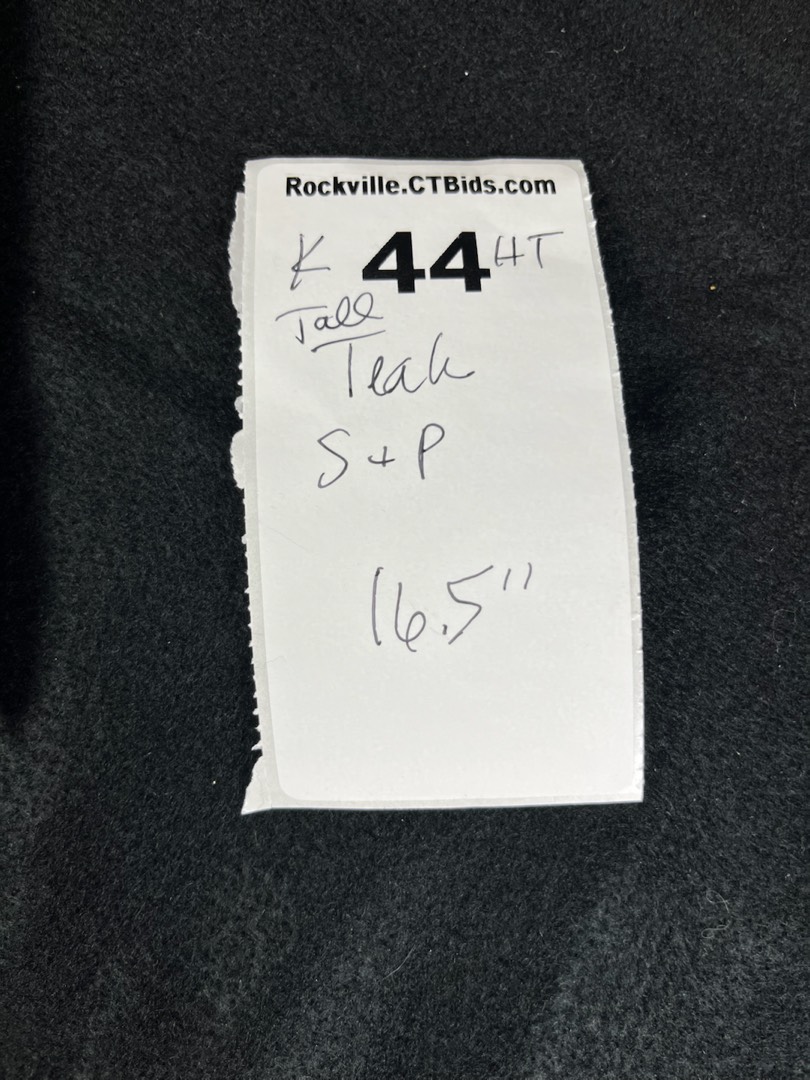 Rockville.CTBids.com
K 44 HT
Tall
Teak
S + P
16.5"